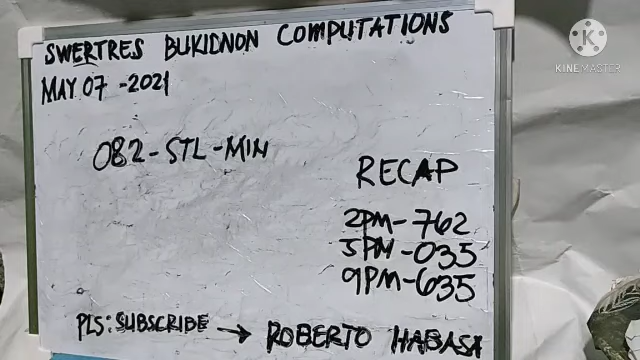 SWERTRES BUKIDNON COMPUTATIONS
MAY 07 -2021
082-STL-MIN
RECAP
2PM-762
5PM-035
9PM-635
PLS: SUBSCRIBE → ROBERTO HABASA
KINEMASTER